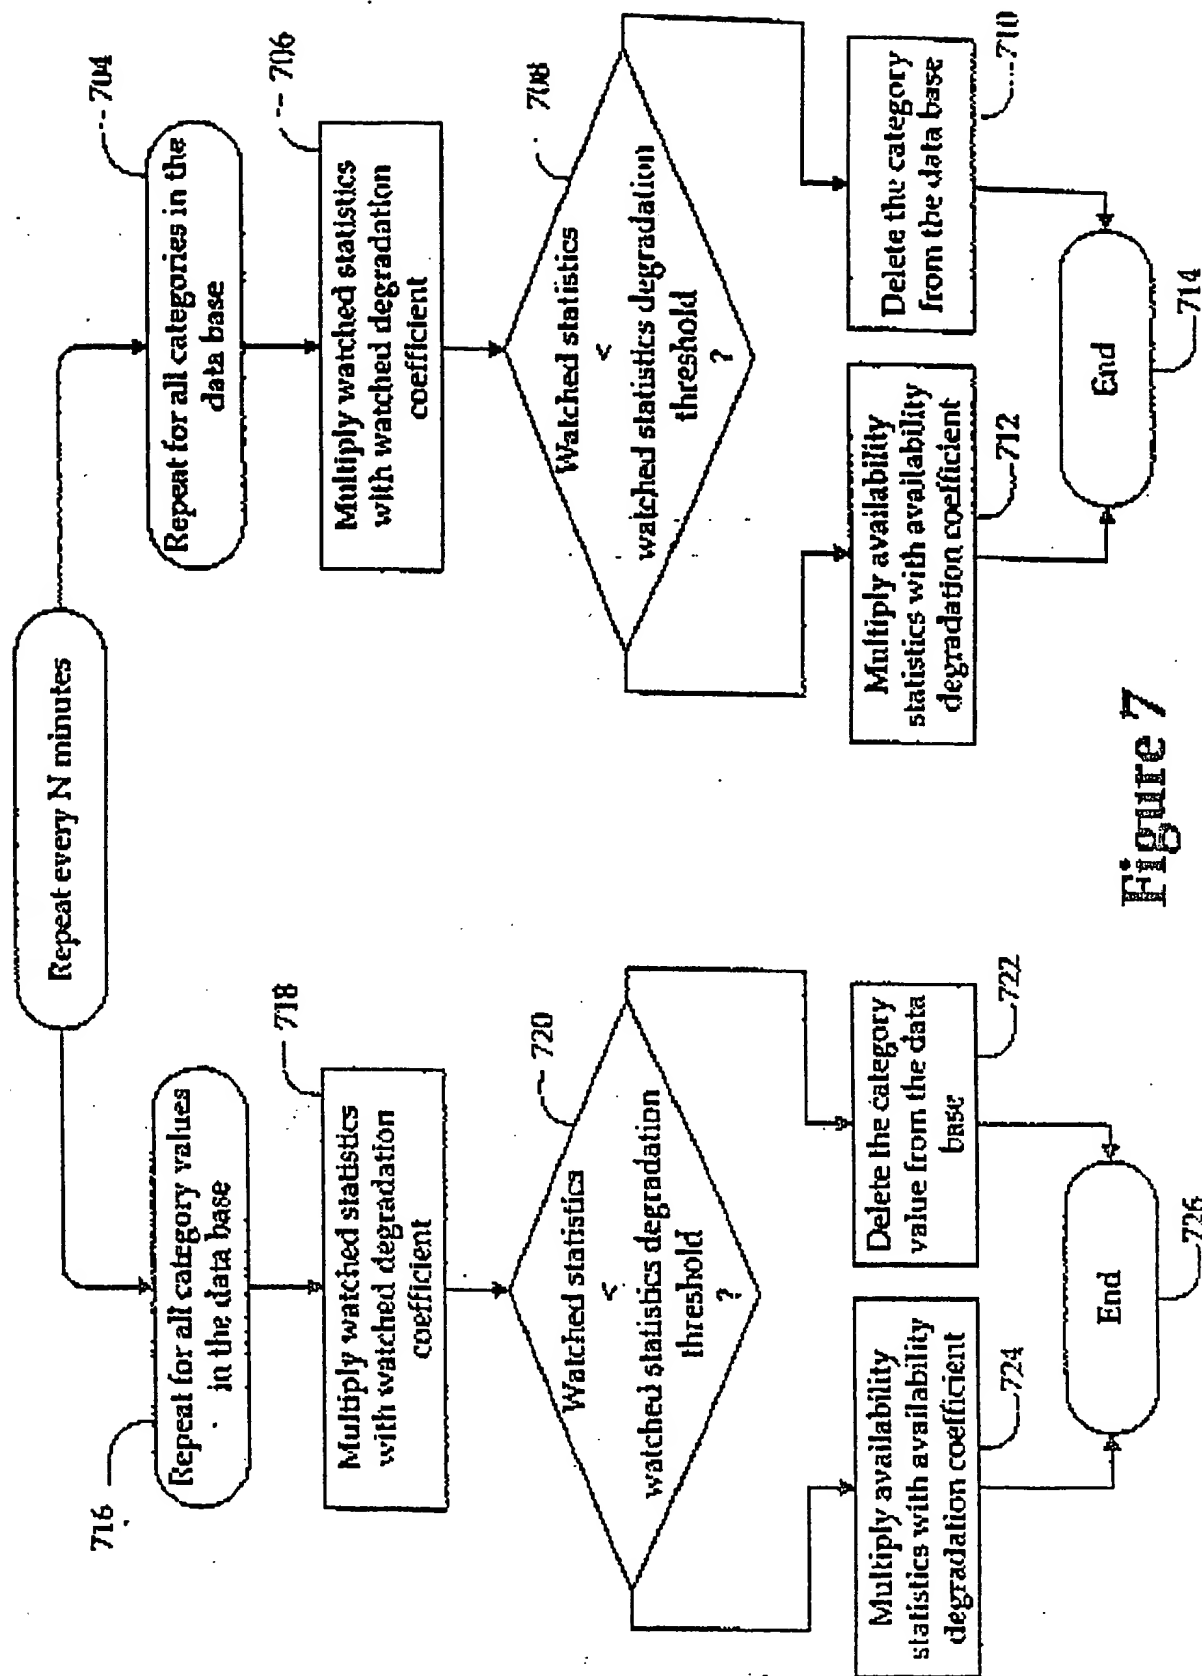 Repeat every N minutes
716
Repeat for all category values
in the data base
718
Multiply watched statistics
with watched degradation
coefficient
720
Watched statistics
<
watched statistics degradation
threshold
?
724
Multiply availability
statistics with availability
degradation coefficient
722
Delete the category
value from the data
base
End
726
704
Repeat for all categories in the
data base
706
Multiply watched statistics
with watched degradation
coefficient
708
Watched statistics
<
watched statistics degradation
threshold
?
712
Multiply availability
statistics with availability
degradation coefficient
710
Delete the category
from the data base
End
714
Figure 7